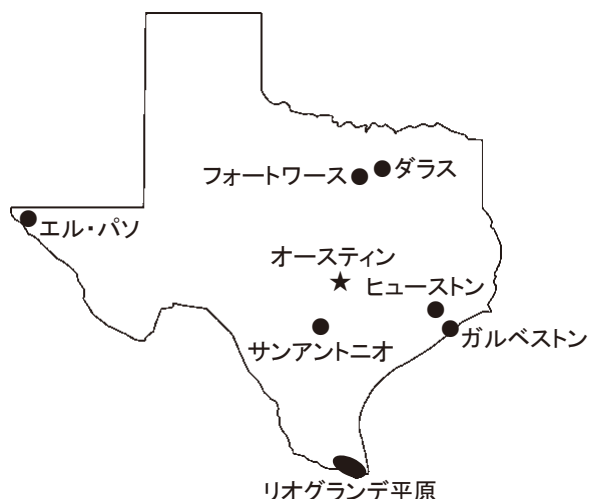 フォートワース
ダラス
エル・パソ
オースティン
ヒューストン
ガルベストン
サンアントニオ
リオグランデ平原